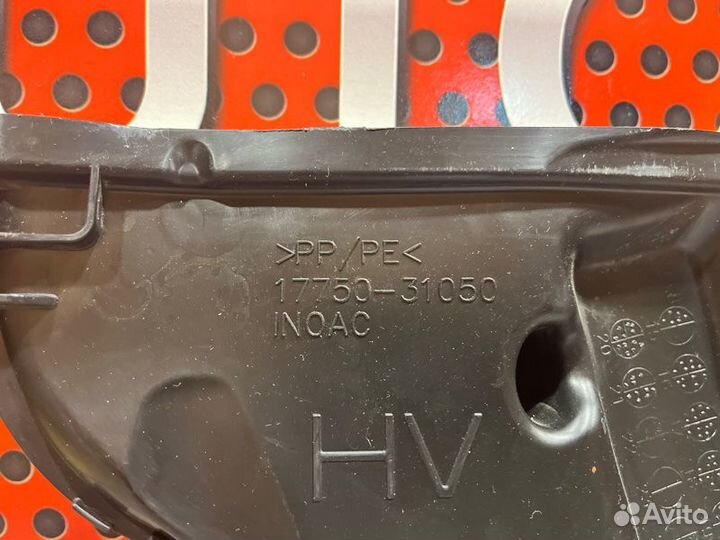 >PP/PE<
17750-31050
INOAC
HV
Avito